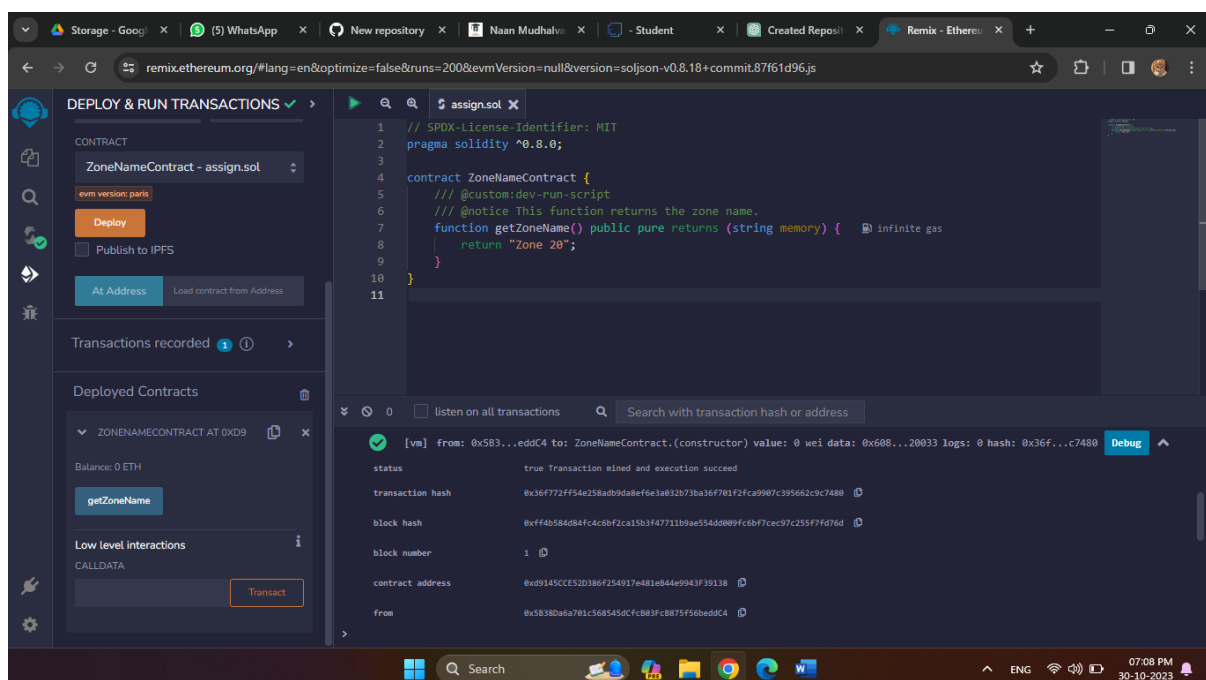 Storage - Googl
(5) WhatsApp
New repository
Naan Mudhalva
- Student
Created Reposit
Remix - Ethereu
remix.ethereum.org/#lang=en&optimize=false&runs=200&evmVersion=null&version=soljson-v0.8.18+commit.87f61d96.js
DEPLOY & RUN TRANSACTIONS
CONTRACT
ZoneNameContract - assign.sol
evm version: paris
Deploy
Publish to IPFS
At Address
Load contract from Address
Transactions recorded 1
Deployed Contracts
ZONENAMECONTRACT AT 0XD9
Balance: 0 ETH
getZoneName
Low level interactions
CALLDATA
Transact
assign.sol
1 // SPDX-License-Identifier: MIT
2 pragma solidity ^0.8.0;
3
4 contract ZoneNameContract {
5 /// @custom:dev-run-script
6 /// @notice This function returns the zone name.
7 function getZoneName() public pure returns (string memory) { infinite gas
8 return "Zone 20";
9 }
10 }
11
0 listen on all transactions Search with transaction hash or address
[vm] from: 0x5B3...eddC4 to: ZoneNameContract.(constructor) value: 0 wei data: 0x608...20033 logs: 0 hash: 0x36f...c7480 Debug
status true Transaction mined and execution succeed
transaction hash 0x36f772ff54e258adb9da8ef6e3a032b73ba36f701f2fca9907c395662c9c7480
block hash 0xff4b584d84fc4c6bf2ca15b3f47711b9ae554dd009fc6bf7cec97c255f7fd76d
block number 1
contract address 0xd9145CCE52D386f254917e481eB44e9943F39138
from 0x5B38Da6a701c568545dCfcB03FcB875f56beddC4
Search
PRE
ENG
07:08 PM
30-10-2023